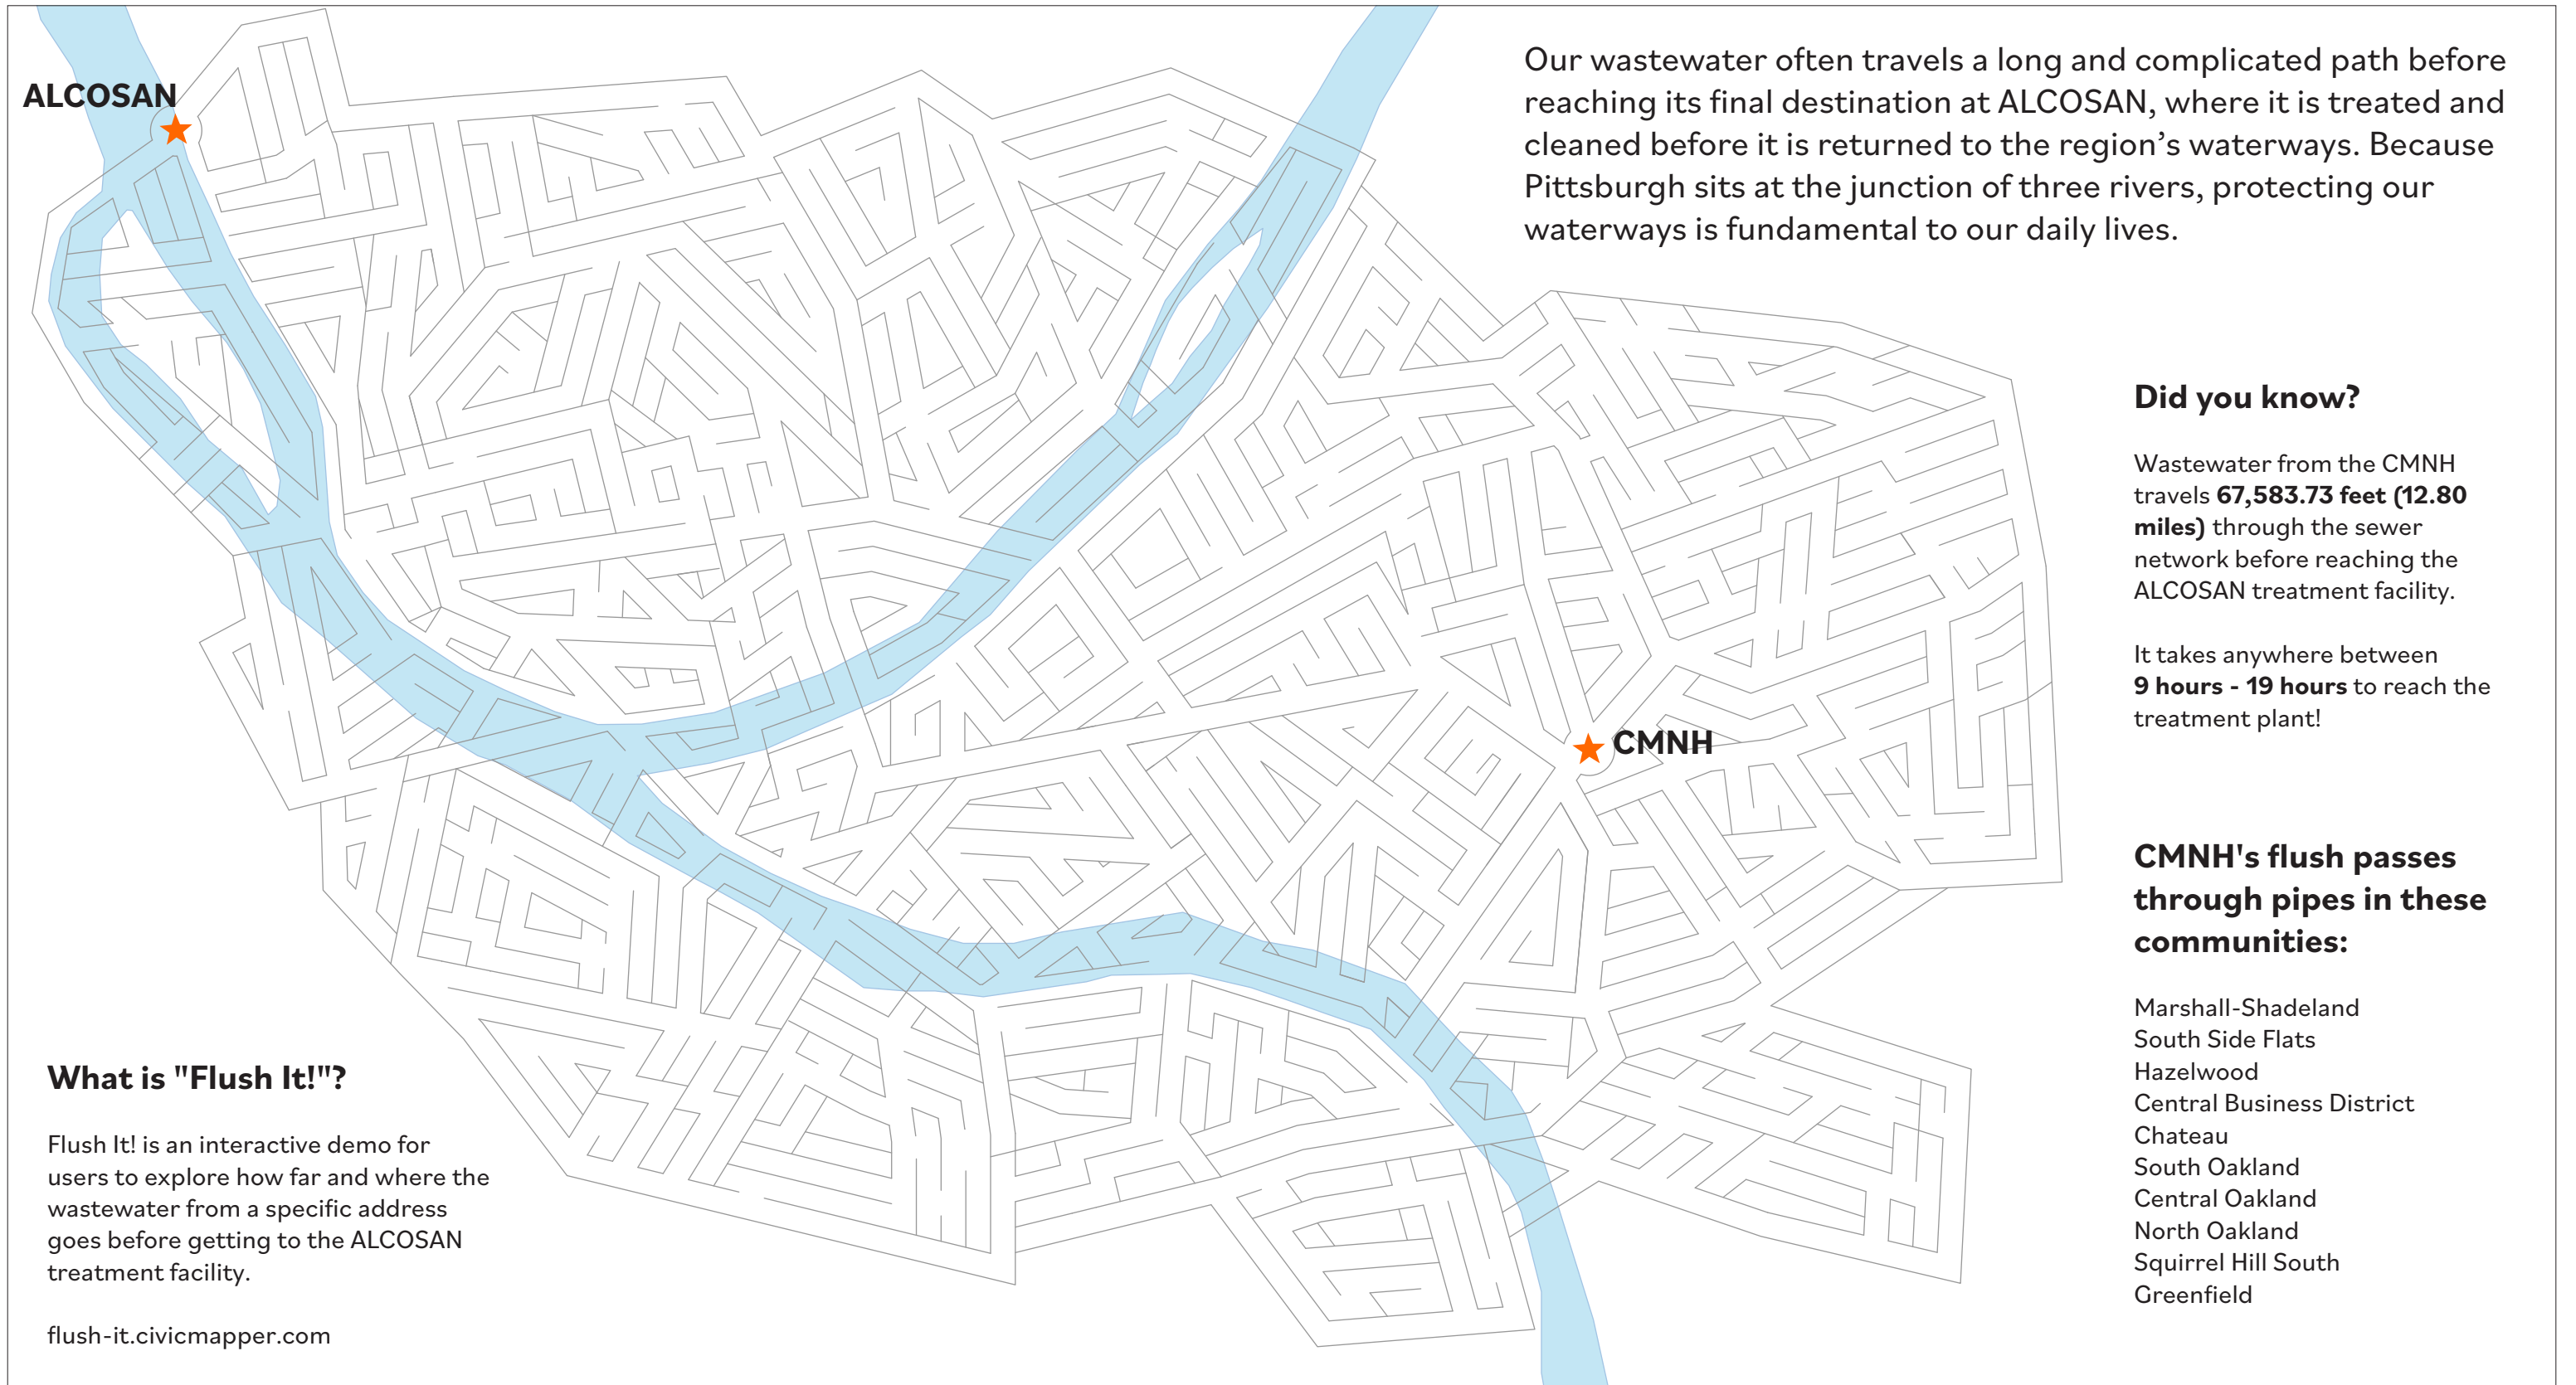 Our wastewater often travels a long and complicated path before
reaching its final destination at ALCOSAN, where it is treated and
cleaned before it is returned to the region’s waterways. Because
Pittsburgh sits at the junction of three rivers, protecting our
waterways is fundamental to our daily lives.
ALCOSAN
CMNH
Did you know?
Wastewater from the CMNH
travels 67,583.73 feet (12.80
miles) through the sewer
network before reaching the
ALCOSAN treatment facility.
It takes anywhere between
9 hours - 19 hours to reach the
treatment plant!
CMNH's flush passes
through pipes in these
communities:
Marshall-Shadeland
South Side Flats
Hazelwood
Central Business District
Chateau
South Oakland
Central Oakland
North Oakland
Squirrel Hill South
Greenfield
What is "Flush It!"?
Flush It! is an interactive demo for
users to explore how far and where the
wastewater from a specific address
goes before getting to the ALCOSAN
treatment facility.
flush-it.civicmapper.com